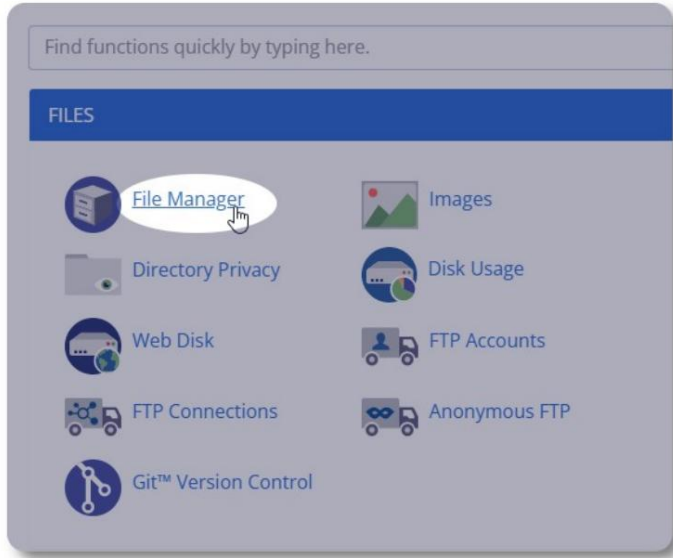 Find functions quickly by typing here.
FILES
File Manager
Images
Directory Privacy
Disk Usage
Web Disk
FTP Accounts
FTP Connections
Anonymous FTP
Git™ Version Control